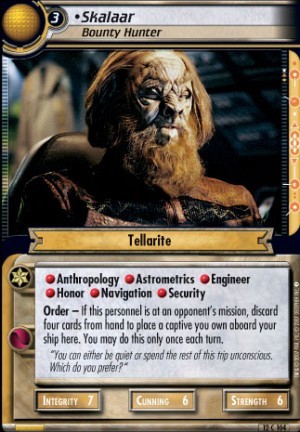 3
•Skalaar
Bounty Hunter
Tellarite
Anthropology Astrometrics Engineer
Honor Navigation Security
Order – If this personnel is at an opponent's mission, discard
four cards from hand to place a captive you own aboard your
ship here. You may do this only once each turn.
"You can either be quiet or spend the rest of this trip unconscious.
Which do you prefer?"
INTEGRITY 7
CUNNING 6
STRENGTH 6
12 C 104